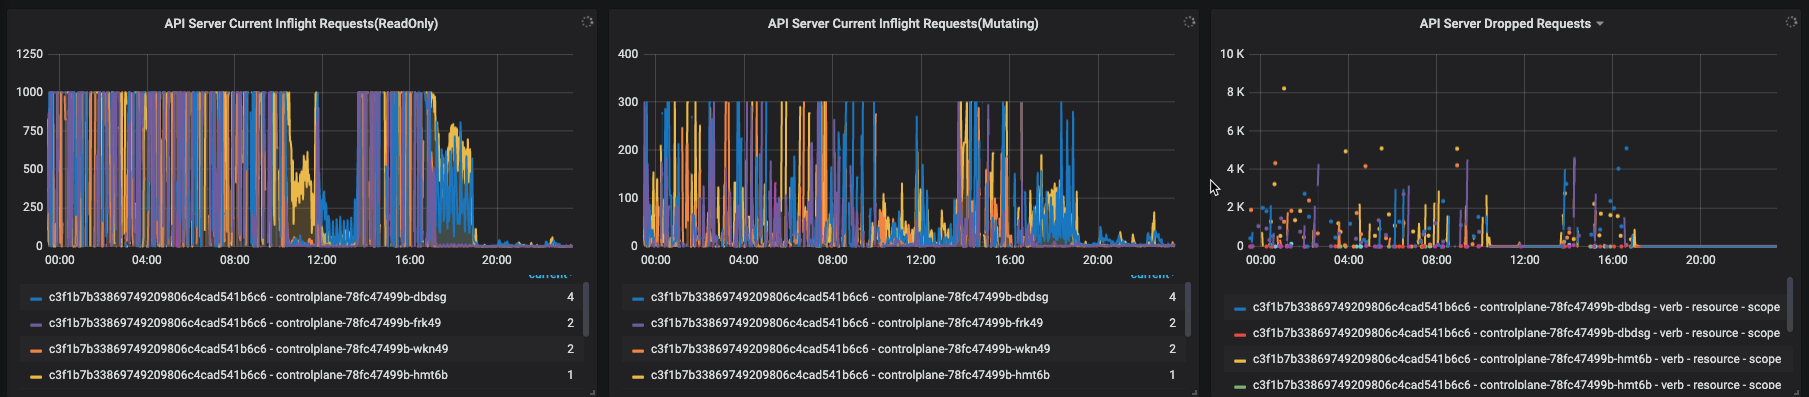 API Server Current Inflight Requests(ReadOnly)
1250
1000
750
500
250
0
00:00 04:00 08:00 12:00 16:00 20:00
current
c3f1b7b33869749209806c4cad541b6c6 - controlplane-78fc47499b-dbdsg 4
c3f1b7b33869749209806c4cad541b6c6 - controlplane-78fc47499b-frk49 2
c3f1b7b33869749209806c4cad541b6c6 - controlplane-78fc47499b-wkn49 2
c3f1b7b33869749209806c4cad541b6c6 - controlplane-78fc47499b-hmt6b 1
API Server Current Inflight Requests(Mutating)
400
300
200
100
0
00:00 04:00 08:00 12:00 16:00 20:00
current
c3f1b7b33869749209806c4cad541b6c6 - controlplane-78fc47499b-dbdsg 4
c3f1b7b33869749209806c4cad541b6c6 - controlplane-78fc47499b-frk49 2
c3f1b7b33869749209806c4cad541b6c6 - controlplane-78fc47499b-wkn49 2
c3f1b7b33869749209806c4cad541b6c6 - controlplane-78fc47499b-hmt6b 1
API Server Dropped Requests
10 K
8 K
6 K
4 K
2 K
0
00:00 04:00 08:00 12:00 16:00 20:00
c3f1b7b33869749209806c4cad541b6c6 - controlplane-78fc47499b-dbdsg - verb - resource - scope
c3f1b7b33869749209806c4cad541b6c6 - controlplane-78fc47499b-dbdsg - verb - resource - scope
c3f1b7b33869749209806c4cad541b6c6 - controlplane-78fc47499b-hmt6b - verb - resource - scope
c3f1b7b33869749209806c4cad541b6c6 - controlplane-78fc47499b-hmt6b - verb - resource - scope